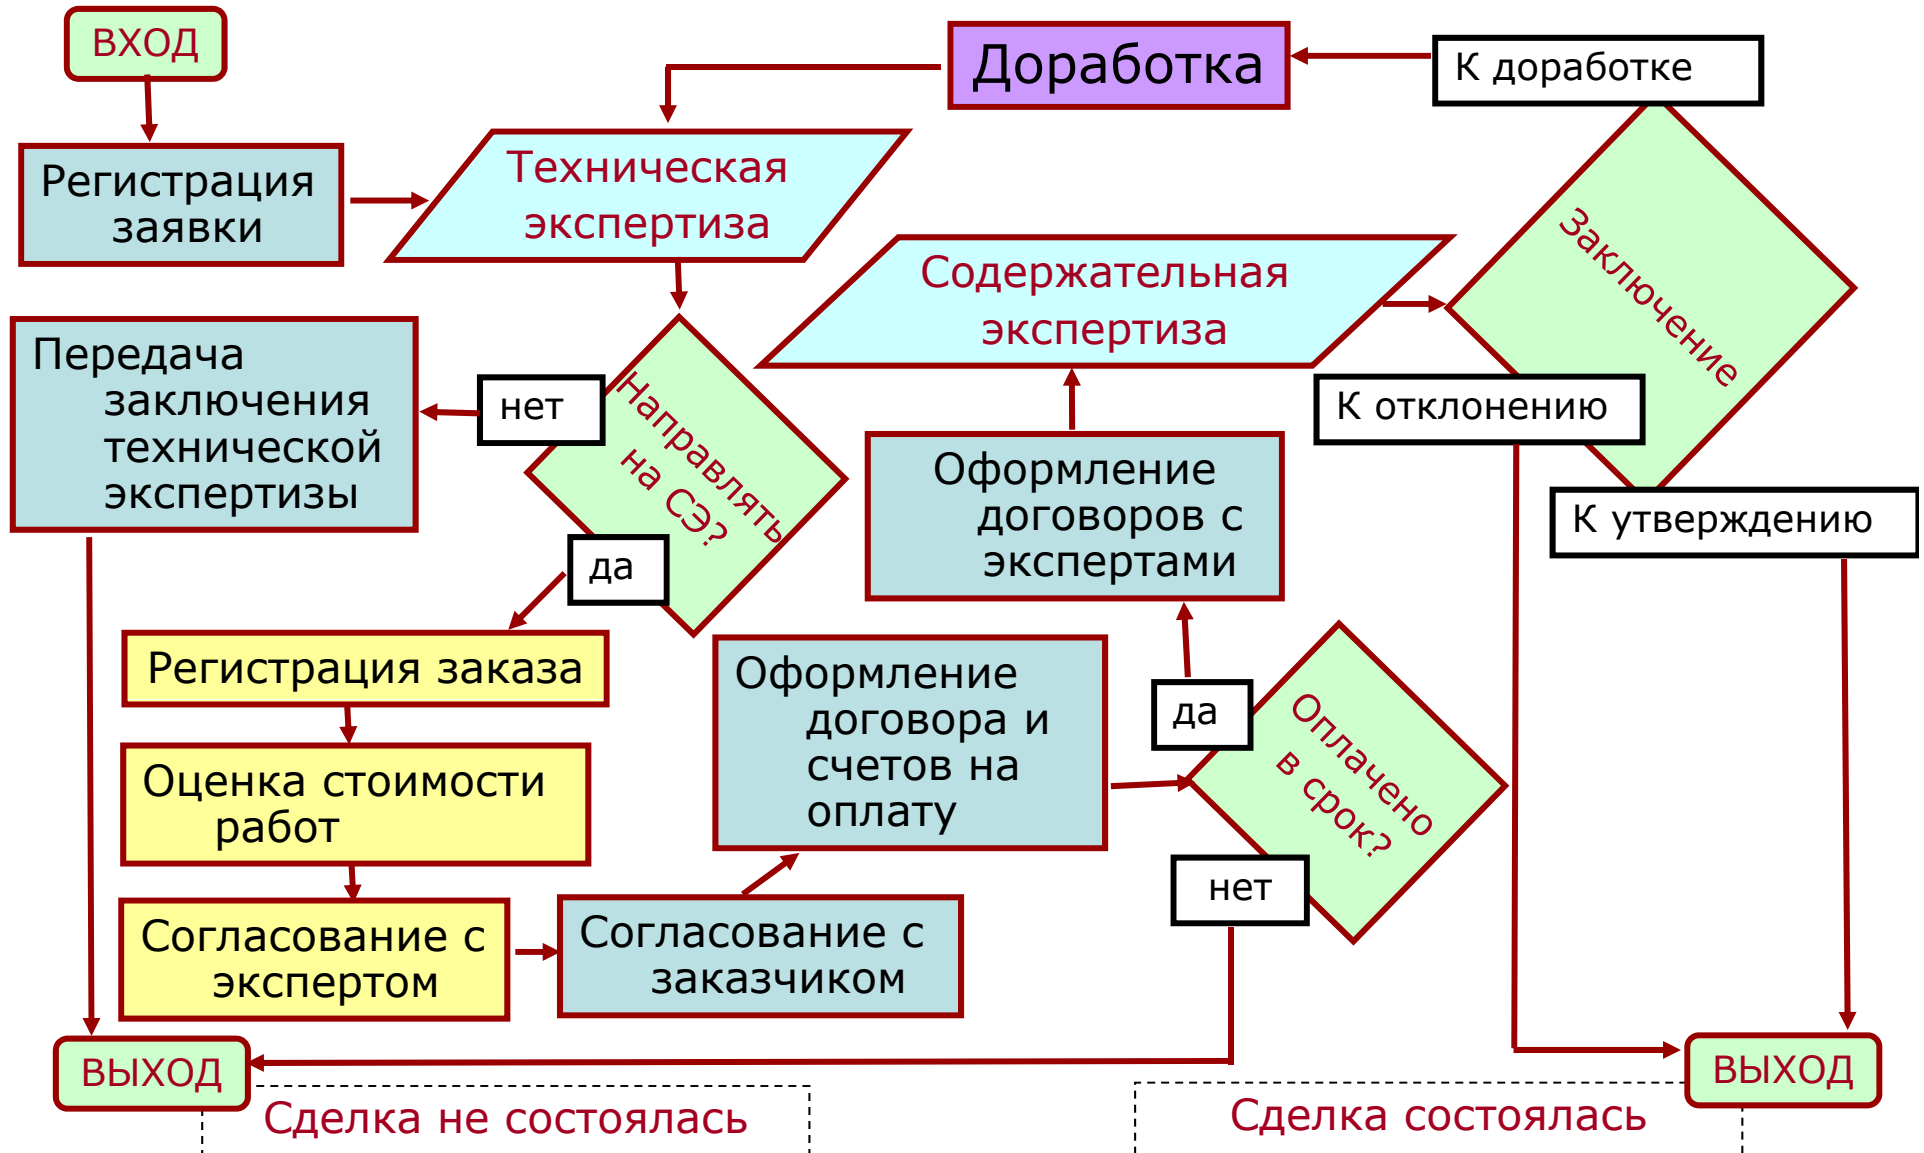 ВХОД
Доработка
К доработке
Регистрация
заявки
Техническая
экспертиза
Содержательная
экспертиза
Заключение
Передача
заключения
технической
экспертизы
нет
Направлять
на СЭ?
да
К отклонению
К утверждению
Оформление
договоров с
экспертами
Регистрация заказа
Оценка стоимости
работ
Согласование с
экспертом
Согласование с
заказчиком
Оформление
договора и
счетов на
оплату
да
Оплачено
в срок?
нет
ВЫХОД
Сделка не состоялась
ВЫХОД
Сделка состоялась